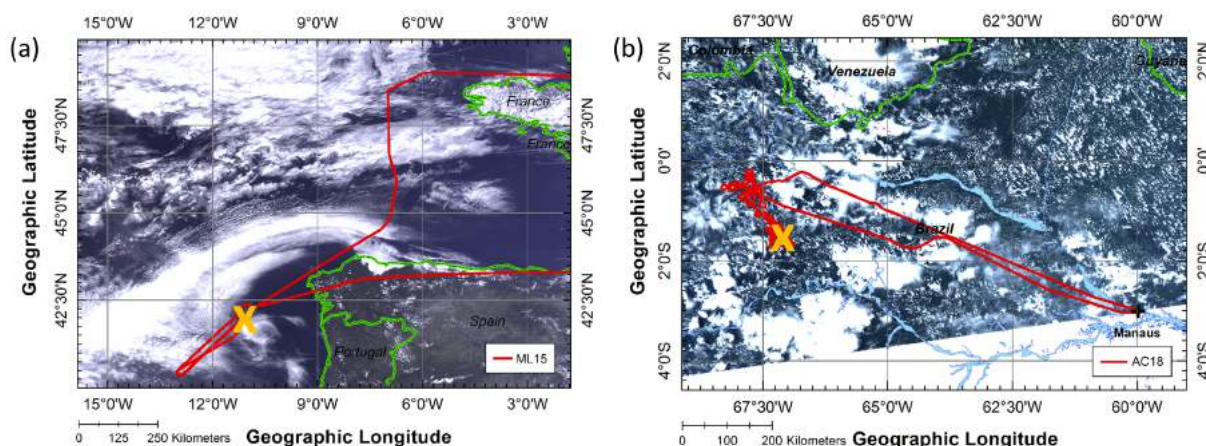 (a)
15°0'W 12°0'W 9°0'W 6°0'W 3°0'W
Geographic Latitude
47°30'N
45°0'N
42°30'N
47°30'N
45°0'N
42°30'N
France
France
Spain
Portugal
ML15
15°0'W 12°0'W 9°0'W 6°0'W 3°0'W
0 125 250 Kilometers
Geographic Longitude
(b)
67°30'W 65°0'W 62°30'W 60°0'W
Geographic Latitude
2°0'N
0°0'
2°0'S
4°0'S
2°0'N
0°0'
2°0'S
4°0'S
Colombia
Venezuela
Guyana
Brazil
Manaus
AC18
67°30'W 65°0'W 62°30'W 60°0'W
0 100 200 Kilometers
Geographic Longitude
X
X